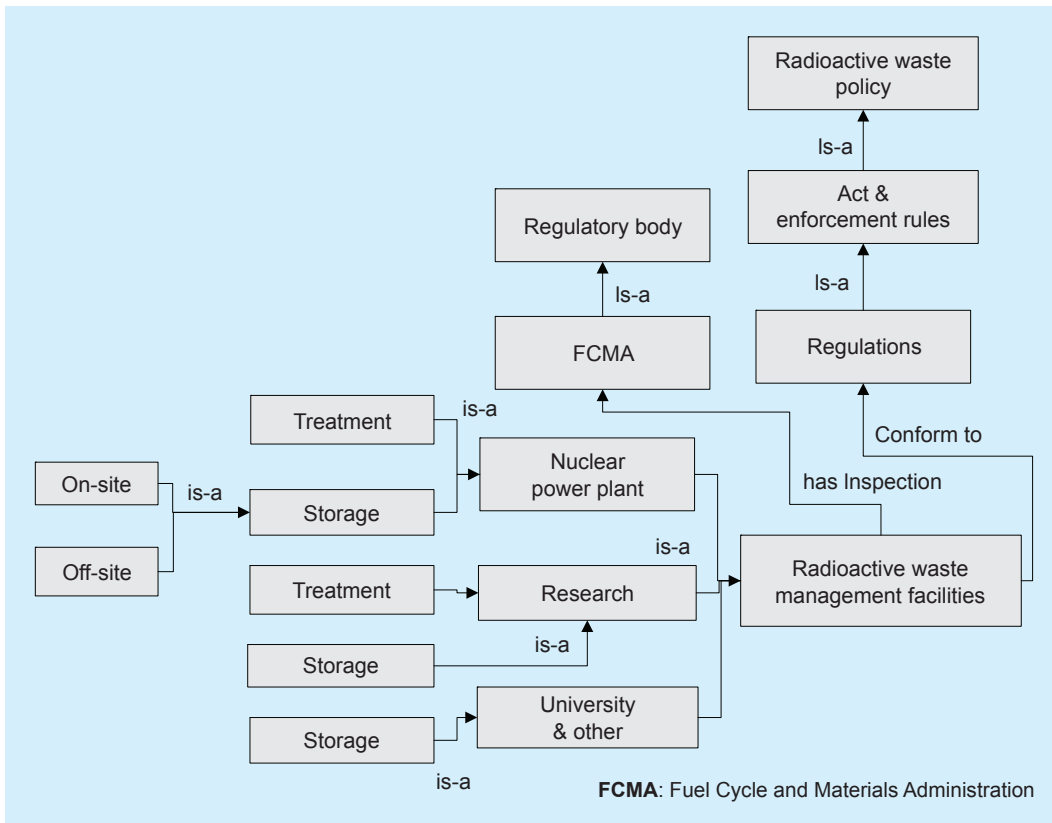 Radioactive waste
policy
Is-a
Act &
enforcement rules
Regulatory body
Is-a
Is-a
FCMA
Regulations
Treatment
is-a
Conform to
On-site
is-a
Nuclear
power plant
Storage
has Inspection
Off-site
is-a
Treatment
Research
Radioactive waste
management facilities
is-a
Storage
University
& other
Storage
is-a
FCMA: Fuel Cycle and Materials Administration